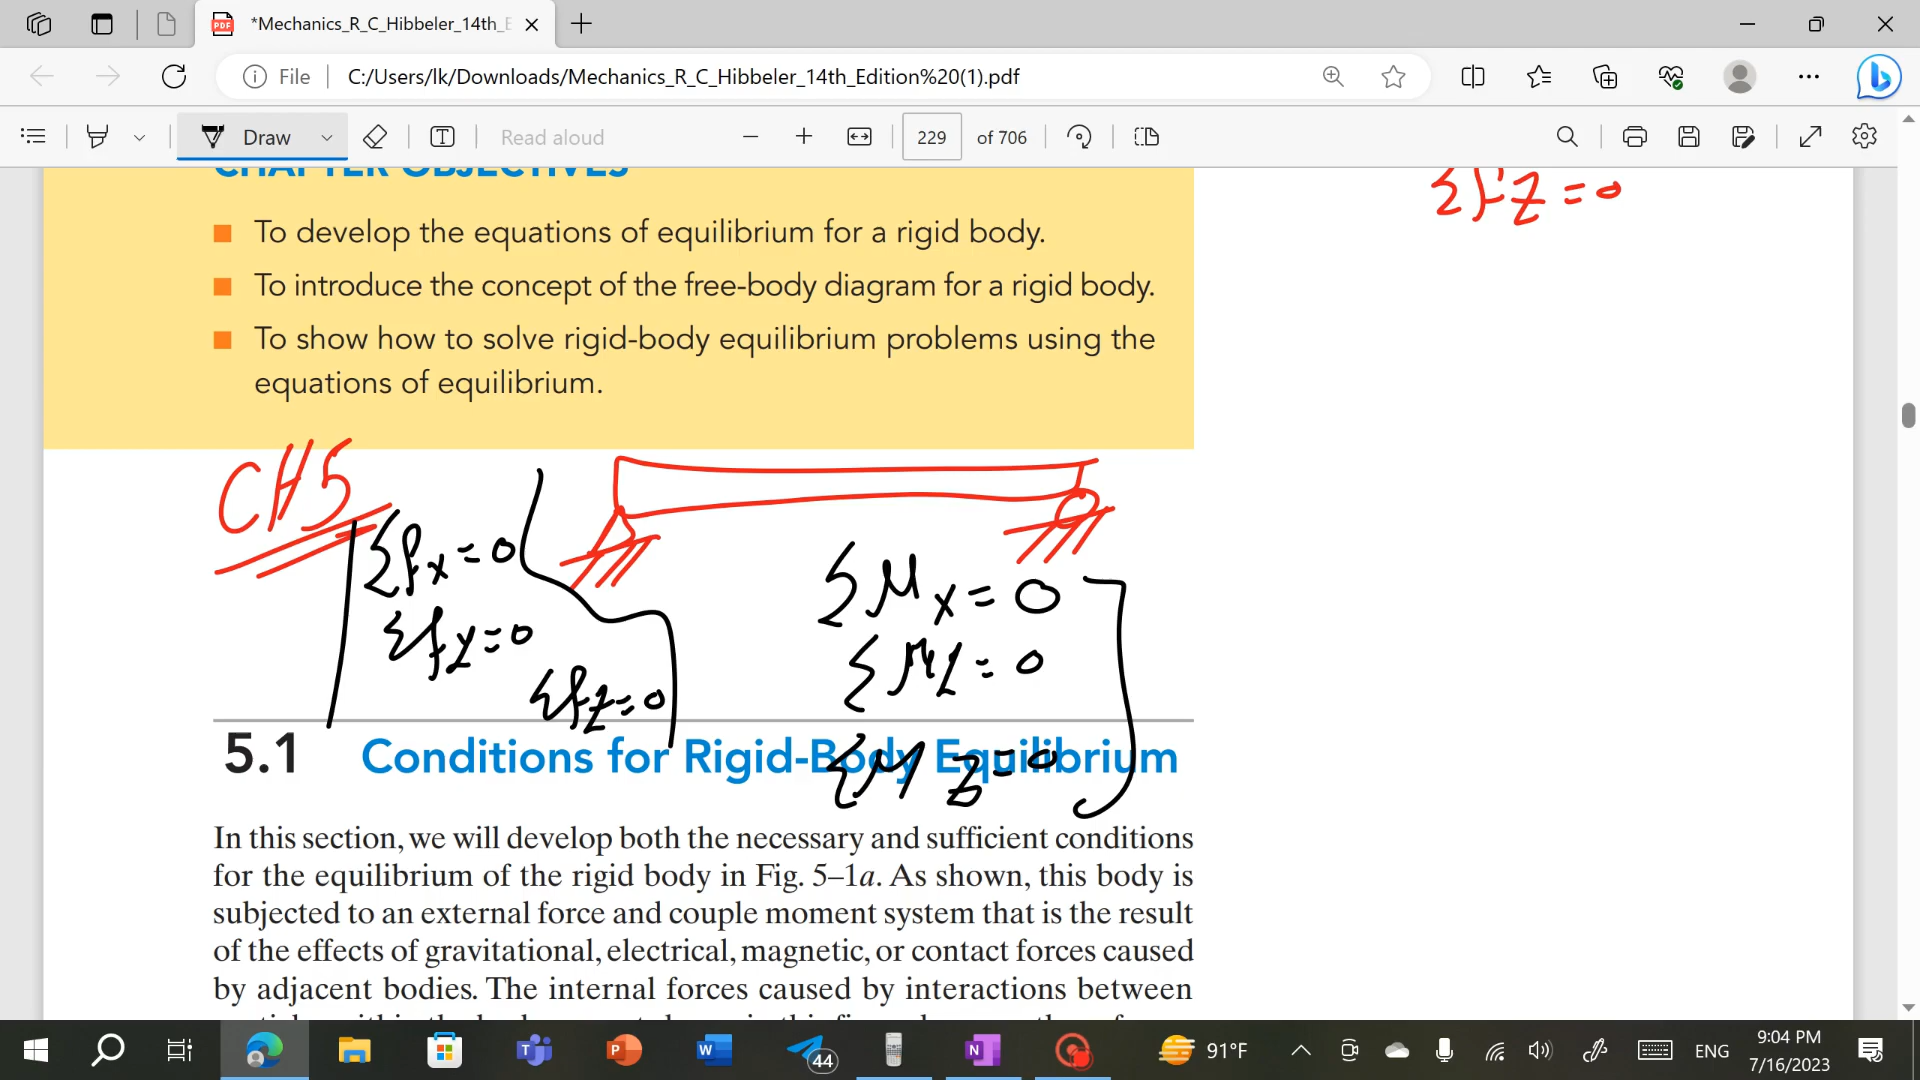 *Mechanics_R_C_Hibbeler_14th_E
File
C:/Users/lk/Downloads/Mechanics_R_C_Hibbeler_14th_Edition%20(1).pdf
Draw
Read aloud
229
of 706
CHAPTER OBJECTIVES
ΣFz=0
To develop the equations of equilibrium for a rigid body.
To introduce the concept of the free-body diagram for a rigid body.
To show how to solve rigid-body equilibrium problems using the
equations of equilibrium.
CH5
Σfx=0
Σfy=0
Σfz=0
ΣMx=0
ΣMy=0
ΣMz=0
5.1 Conditions for Rigid-Body Equilibrium
In this section, we will develop both the necessary and sufficient conditions
for the equilibrium of the rigid body in Fig. 5–1a. As shown, this body is
subjected to an external force and couple moment system that is the result
of the effects of gravitational, electrical, magnetic, or contact forces caused
by adjacent bodies. The internal forces caused by interactions between
44
91°F
ENG
9:04 PM
7/16/2023